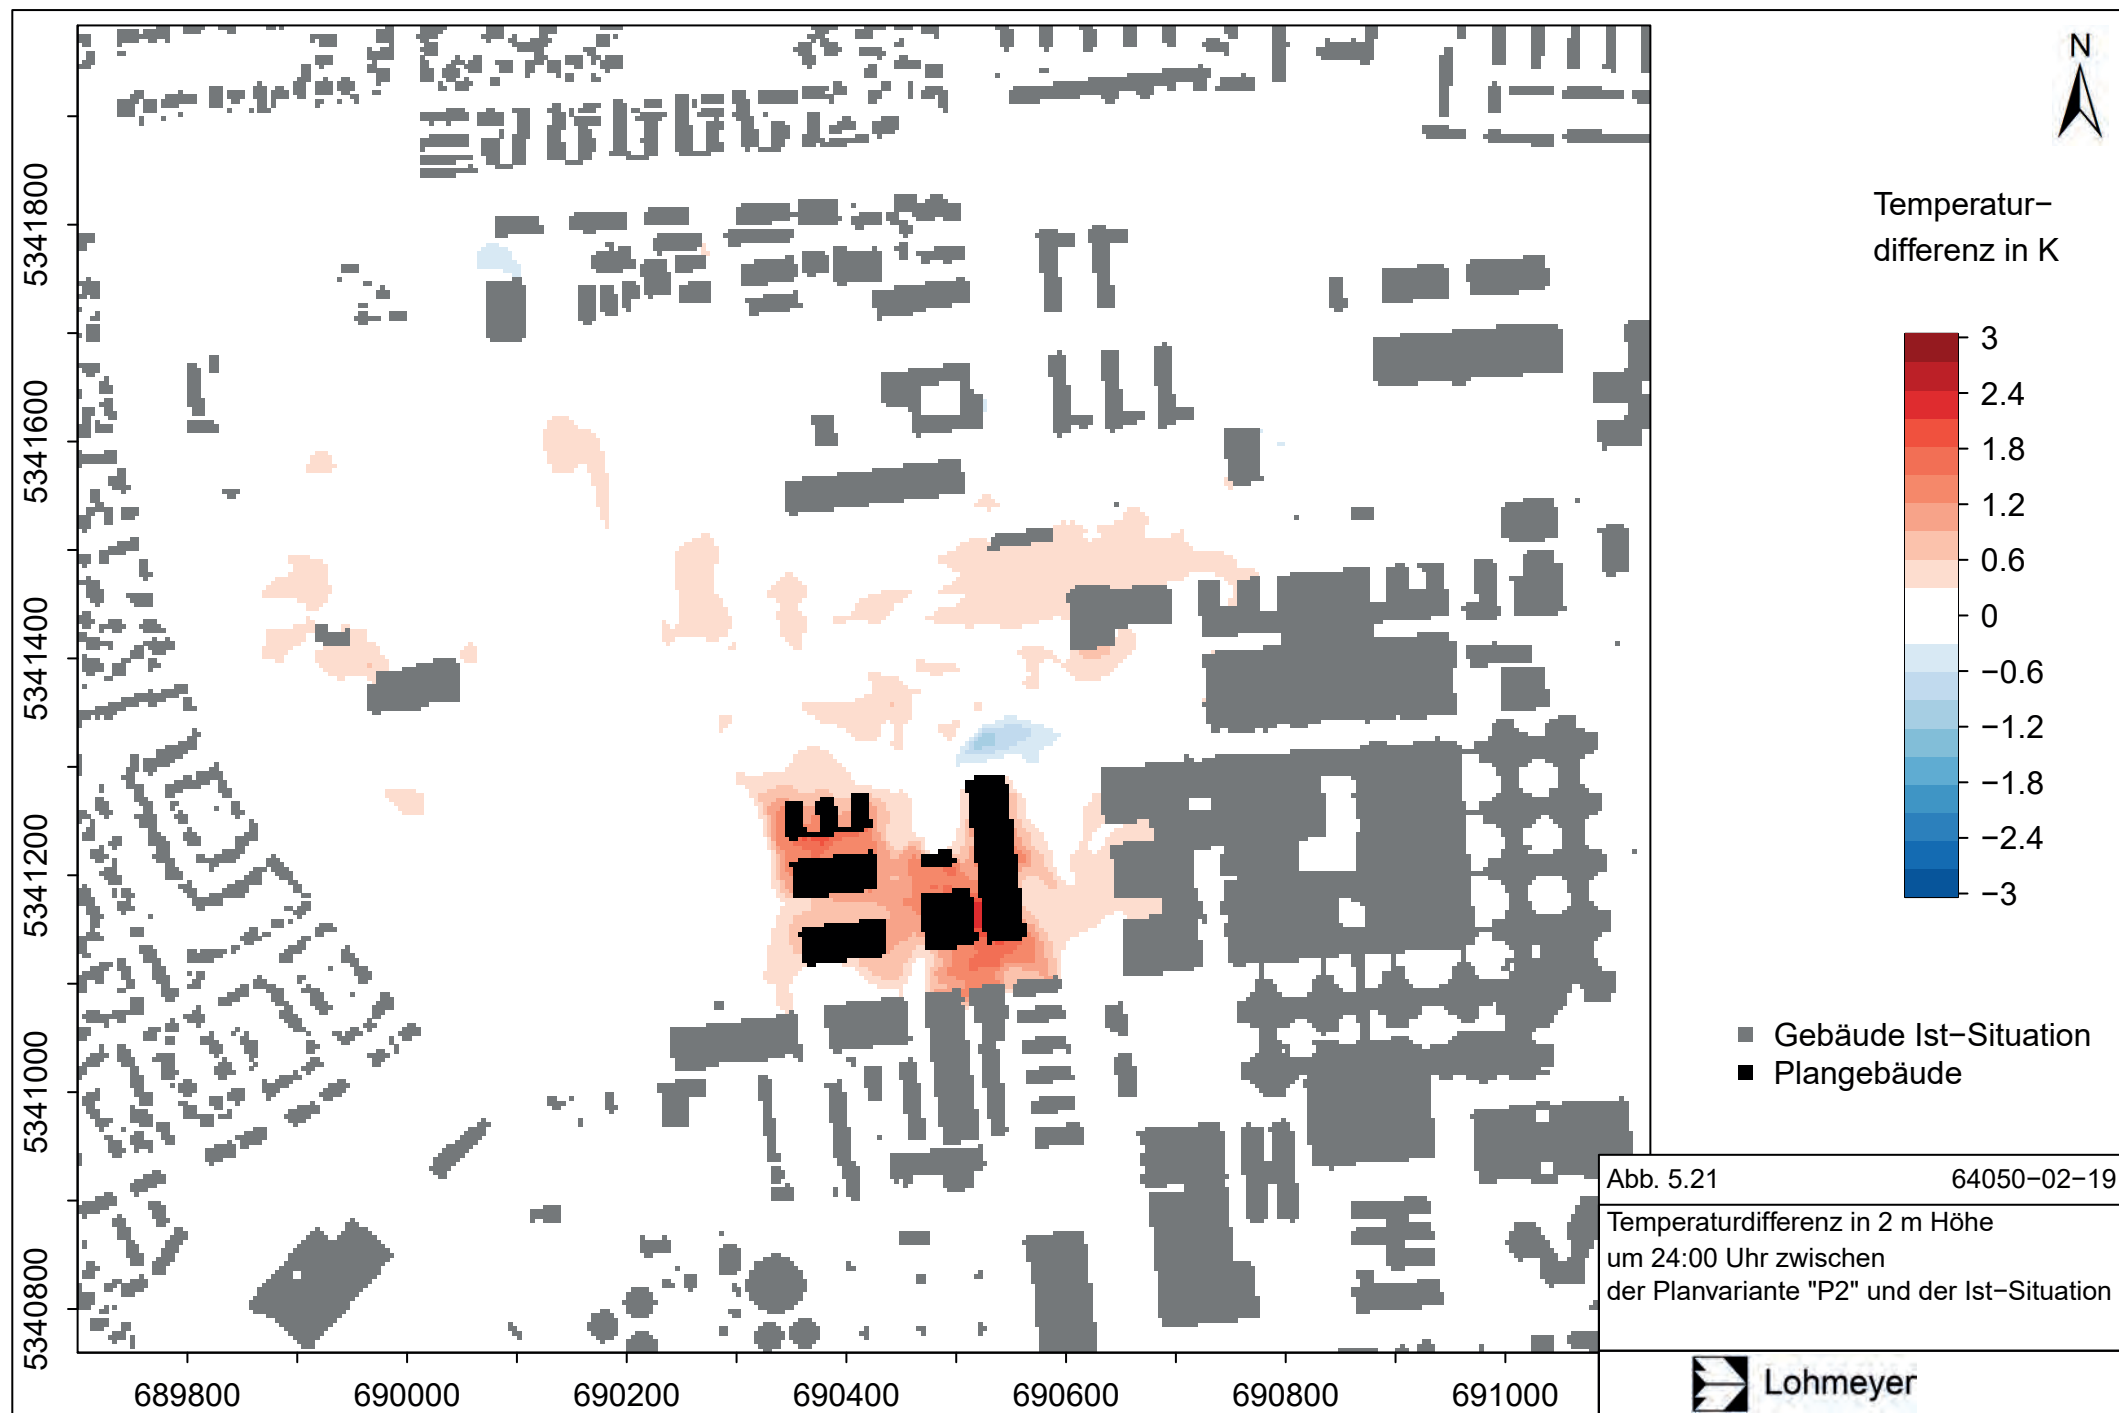 N
Temperatur−
differenz in K
3
2.4
1.8
1.2
0.6
0
−0.6
−1.2
−1.8
−2.4
−3
Gebäude Ist−Situation
Plangebäude
5341800
5341600
5341400
5341200
5341000
5340800
689800 690000 690200 690400 690600 690800 691000
Abb. 5.21 64050−02−19
Temperaturdifferenz in 2 m Höhe
um 24:00 Uhr zwischen
der Planvariante "P2" und der Ist−Situation
Lohmeyer